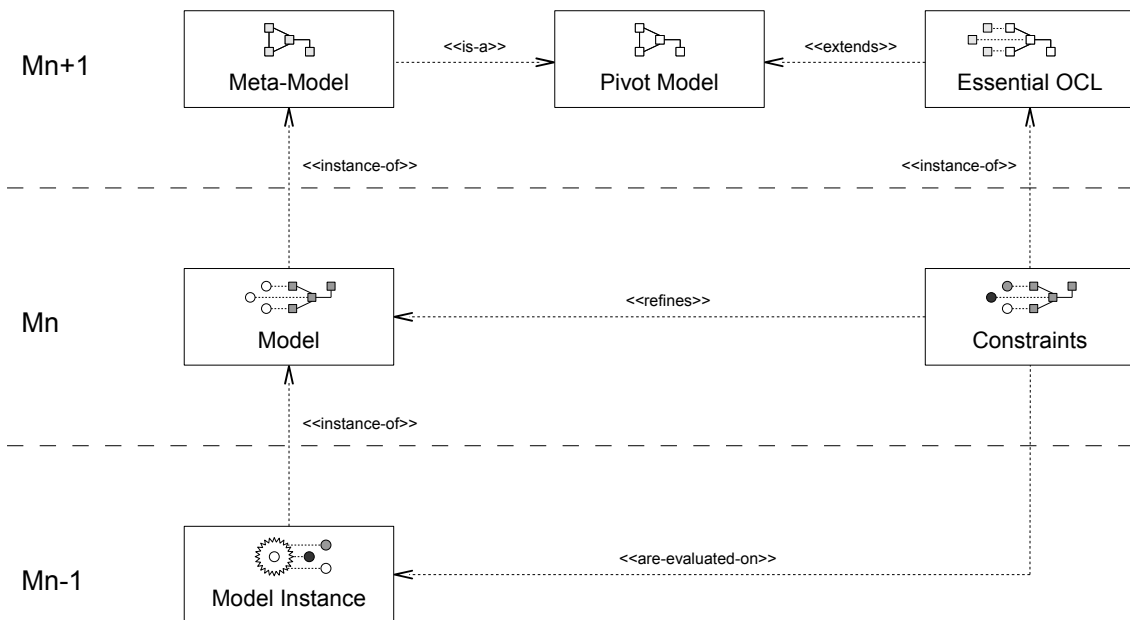 Mn+1
Meta-Model
<<is-a>>
Pivot Model
<<extends>>
Essential OCL
<<instance-of>>
<<instance-of>>
Mn
Model
<<refines>>
Constraints
<<instance-of>>
Mn-1
Model Instance
<<are-evaluated-on>>